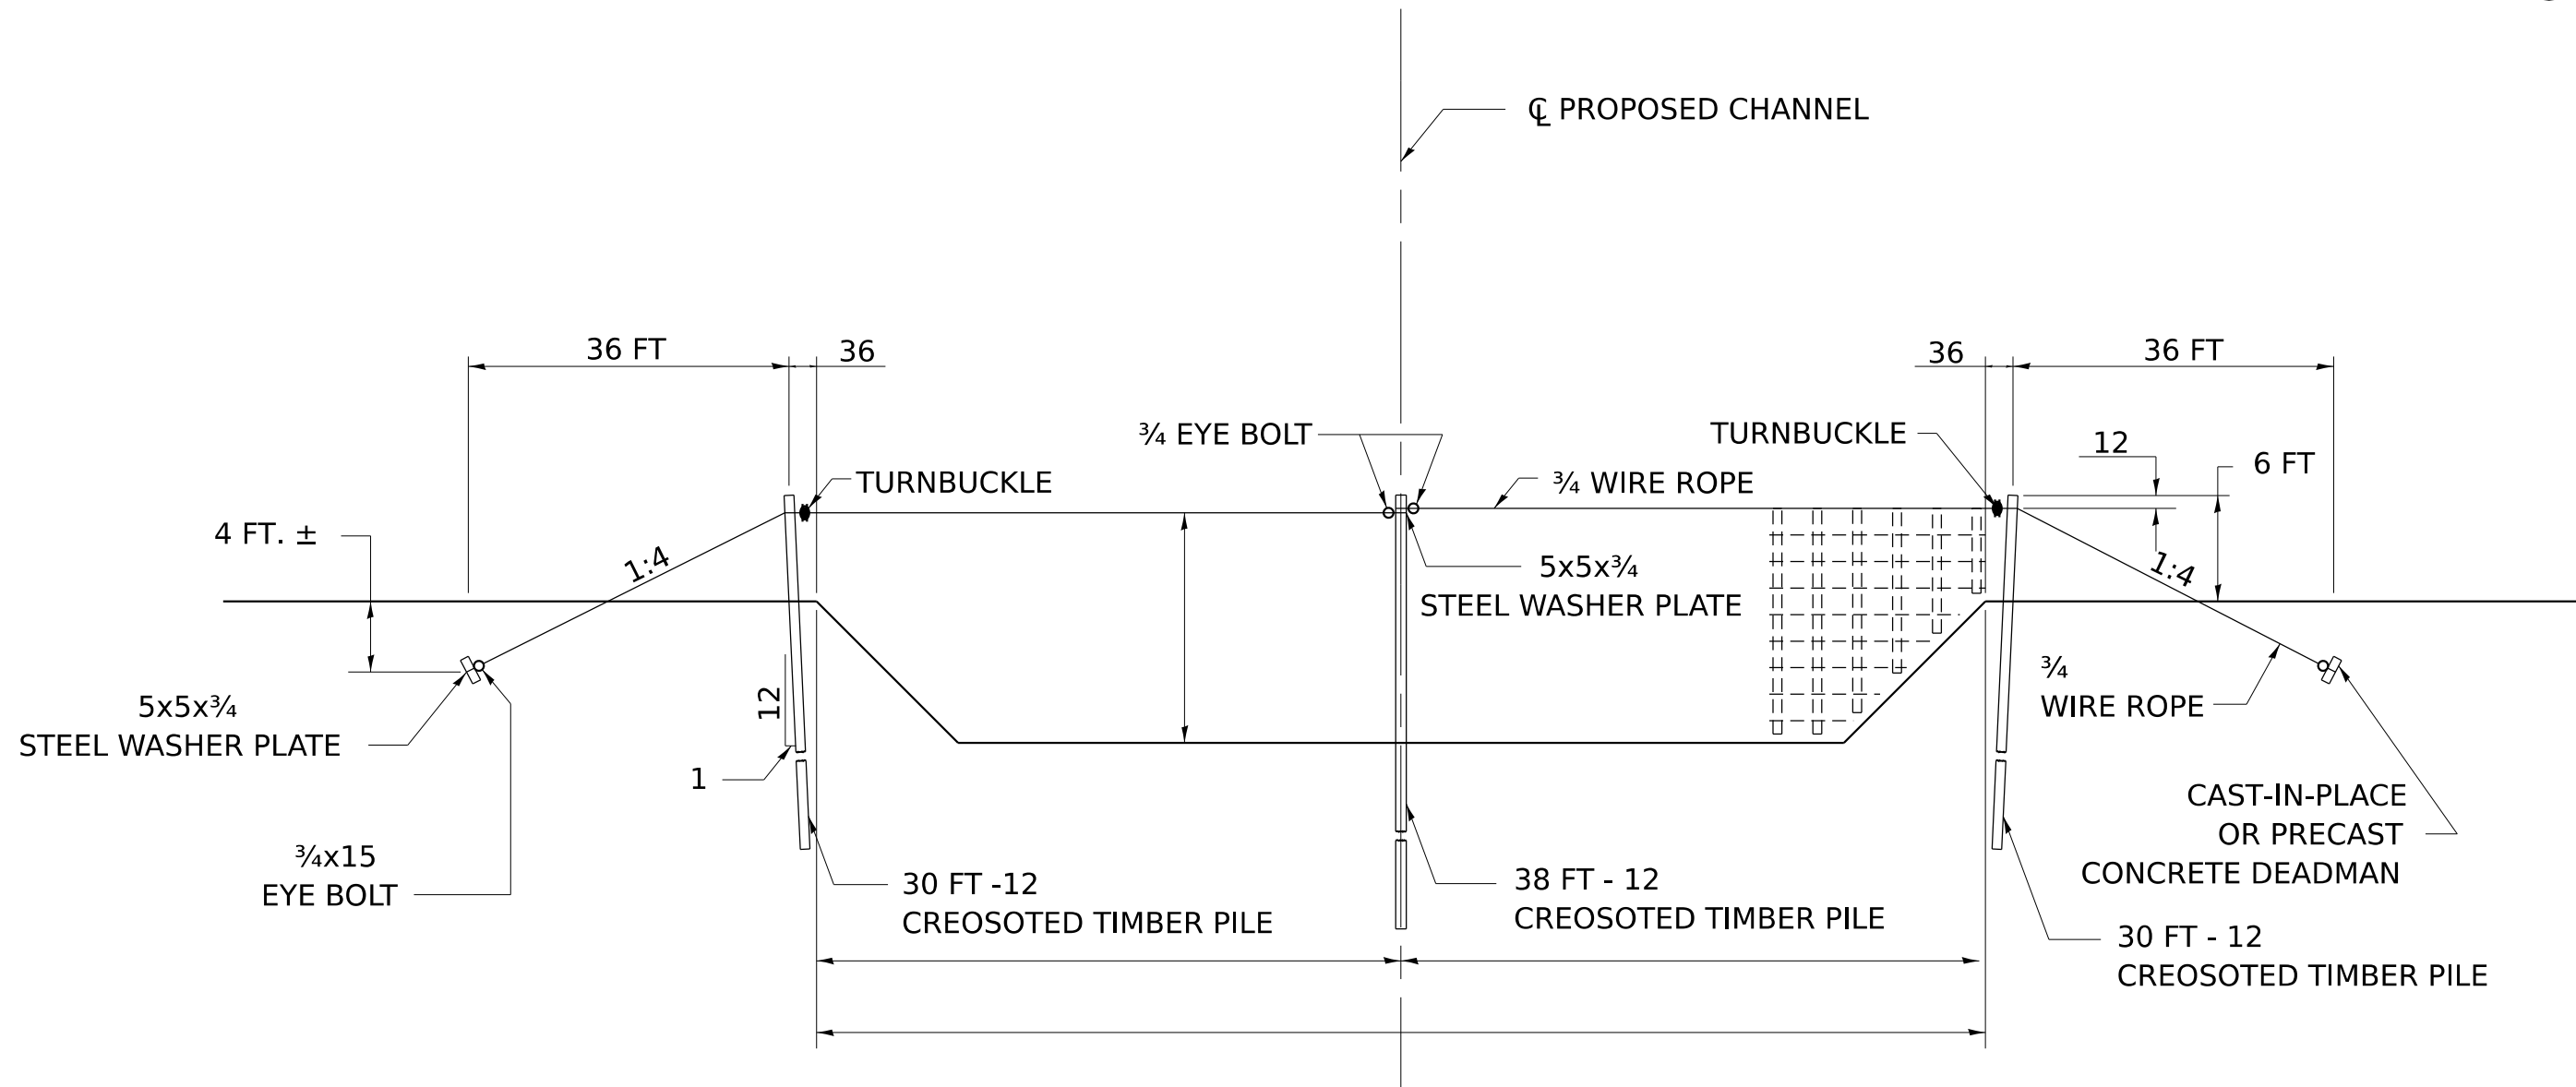 ℄ PROPOSED CHANNEL
36 FT
36
36
36 FT
¾ EYE BOLT
TURNBUCKLE
12
6 FT
TURNBUCKLE
¾ WIRE ROPE
4 FT. ±
1:4
5x5x¾
STEEL WASHER PLATE
1:4
¾
WIRE ROPE
5x5x¾
STEEL WASHER PLATE
12
1
CAST-IN-PLACE
OR PRECAST
CONCRETE DEADMAN
¾x15
EYE BOLT
30 FT -12
CREOSOTED TIMBER PILE
38 FT - 12
CREOSOTED TIMBER PILE
30 FT - 12
CREOSOTED TIMBER PILE